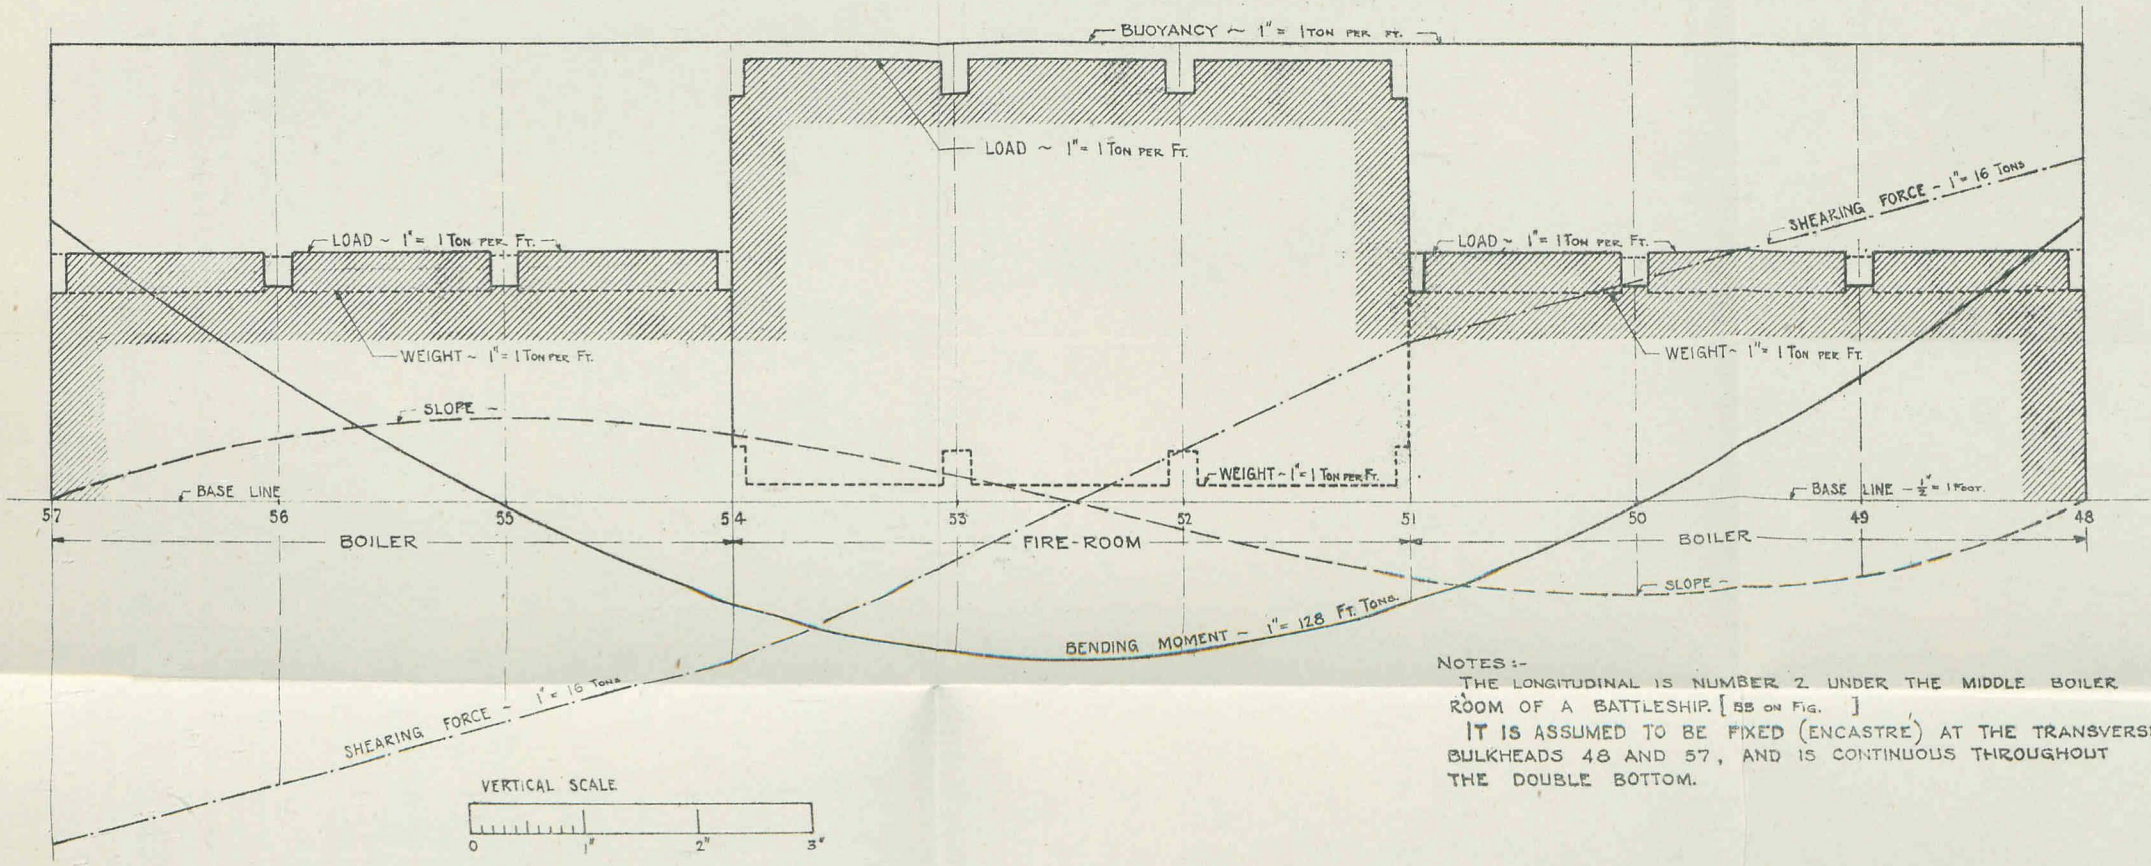 BUOYANCY ~ 1" = 1 TON PER FT.
LOAD ~ 1" = 1 TON PER FT.
SHEARING FORCE - 1" = 16 TONS
LOAD ~ 1" = 1 TON PER FT.
LOAD ~ 1" = 1 TON PER FT.
WEIGHT ~ 1" = 1 TON PER FT.
WEIGHT ~ 1" = 1 TON PER FT.
SLOPE ~
WEIGHT ~ 1" = 1 TON PER FT.
BASE LINE
BASE LINE - ½" = 1 FOOT.
57 56 55 54 53 52 51 50 49 48
BOILER FIRE-ROOM BOILER
SLOPE -
BENDING MOMENT ~ 1" = 128 FT. TONS.
SHEARING FORCE - 1" = 16 TONS
NOTES :-
THE LONGITUDINAL IS NUMBER 2 UNDER THE MIDDLE BOILER
ROOM OF A BATTLESHIP. [ BB ON FIG. ]
IT IS ASSUMED TO BE FIXED (ENCASTRÉ) AT THE TRANSVERSE
BULKHEADS 48 AND 57, AND IS CONTINUOUS THROUGHOUT
THE DOUBLE BOTTOM.
VERTICAL SCALE
0 1" 2" 3"